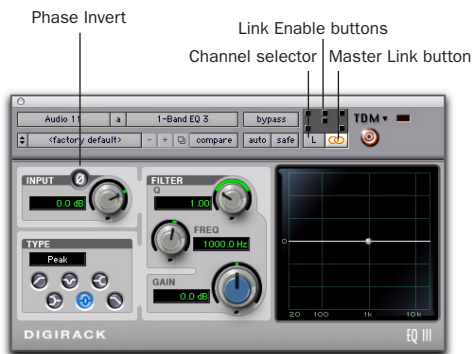 Phase Invert
Link Enable buttons
Channel selector Master Link button
Audio 11 a 1-Band EQ 3 bypass TDM
<factory default> - + compare auto safe L
INPUT Ø
0.0 dB
FILTER
Q
1.00
FREQ
1000.0 Hz
TYPE
Peak
GAIN
0.0 dB
0
20 100 1k 10k
DIGIRACK EQ III